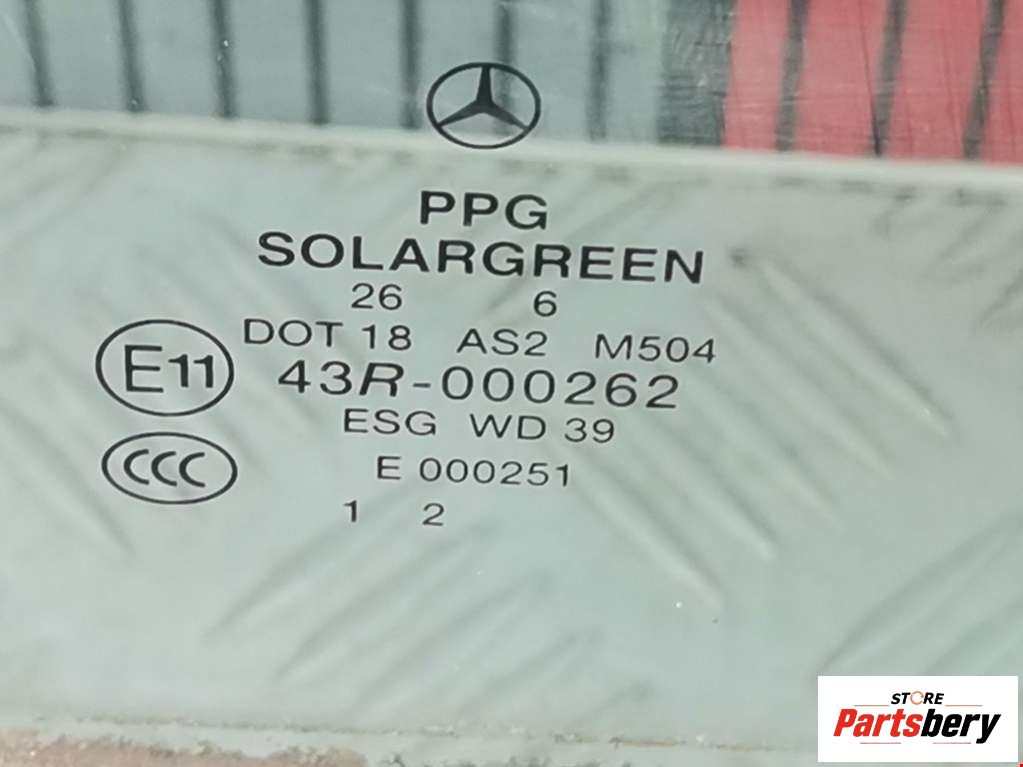 PPG
SOLARGREEN
26 6
DOT 18 AS2 M504
E11 43R-000262
ESG WD 39
CCC E 000251
1 2
STORE
Partsbery